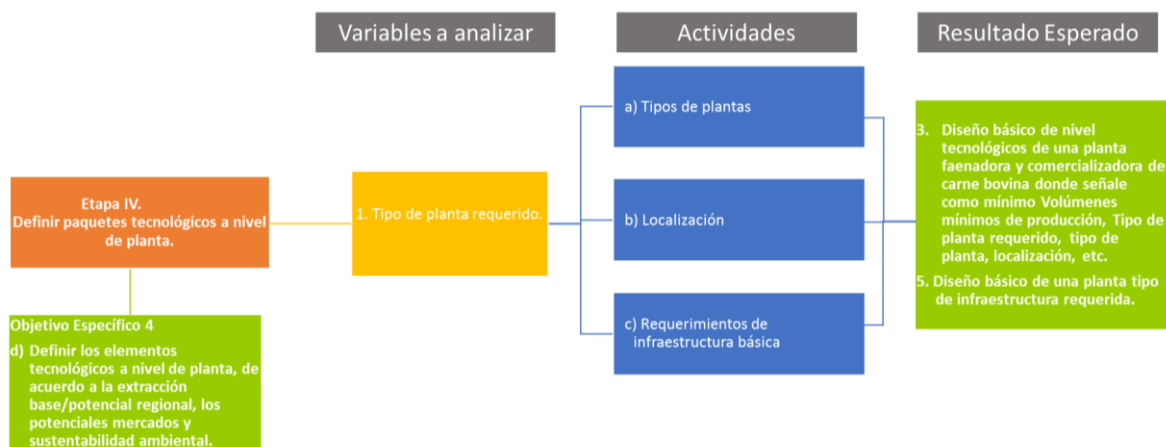 Variables a analizar
Actividades
Resultado Esperado
Etapa IV.
Definir paquetes tecnológicos a nivel
de planta.
Objetivo Específico 4
d) Definir los elementos
tecnológicos a nivel de planta, de
acuerdo a la extracción
base/potencial regional, los
potenciales mercados y
sustentabilidad ambiental.
1. Tipo de planta requerido.
a) Tipos de plantas
b) Localización
c) Requerimientos de
infraestructura básica
3. Diseño básico de nivel
tecnológicos de una planta
faenadora y comercializadora de
carne bovina donde señale
como mínimo Volúmenes
mínimos de producción, Tipo de
planta requerido, tipo de
planta, localización, etc.
5. Diseño básico de una planta tipo
de infraestructura requerida.